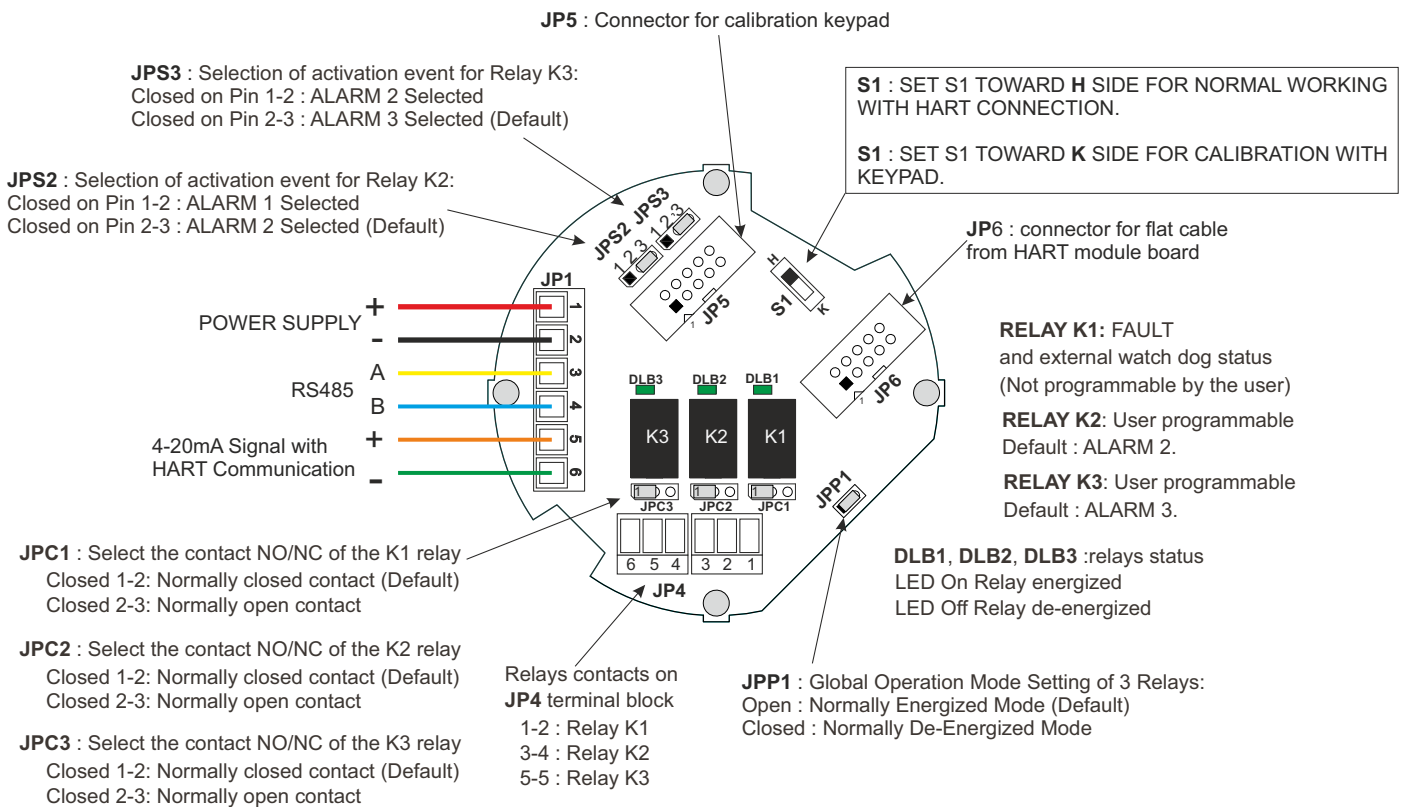 JP5 : Connector for calibration keypad
JPS3 : Selection of activation event for Relay K3:
Closed on Pin 1-2 : ALARM 2 Selected
Closed on Pin 2-3 : ALARM 3 Selected (Default)
S1 : SET S1 TOWARD H SIDE FOR NORMAL WORKING
WITH HART CONNECTION.
S1 : SET S1 TOWARD K SIDE FOR CALIBRATION WITH
KEYPAD.
JPS2 : Selection of activation event for Relay K2:
Closed on Pin 1-2 : ALARM 1 Selected
Closed on Pin 2-3 : ALARM 2 Selected (Default)
JP6 : connector for flat cable
from HART module board
JPS2
JPS3
1 2 3
1 2 3
JP1
JP5
1
H
S1
K
JP6
1
POWER SUPPLY
+
-
RS485
A
B
4-20mA Signal with
HART Communication
+
-
1
2
3
4
5
6
DLB3 DLB2 DLB1
K3 K2 K1
1 1 1
JPC3 JPC2 JPC1
6 5 4 3 2 1
JP4
JPP1
RELAY K1: FAULT
and external watch dog status
(Not programmable by the user)
RELAY K2: User programmable
Default : ALARM 2.
RELAY K3: User programmable
Default : ALARM 3.
DLB1, DLB2, DLB3 :relays status
LED On Relay energized
LED Off Relay de-energized
JPC1 : Select the contact NO/NC of the K1 relay
Closed 1-2: Normally closed contact (Default)
Closed 2-3: Normally open contact
JPC2 : Select the contact NO/NC of the K2 relay
Closed 1-2: Normally closed contact (Default)
Closed 2-3: Normally open contact
JPC3 : Select the contact NO/NC of the K3 relay
Closed 1-2: Normally closed contact (Default)
Closed 2-3: Normally open contact
Relays contacts on
JP4 terminal block
1-2 : Relay K1
3-4 : Relay K2
5-5 : Relay K3
JPP1 : Global Operation Mode Setting of 3 Relays:
Open : Normally Energized Mode (Default)
Closed : Normally De-Energized Mode